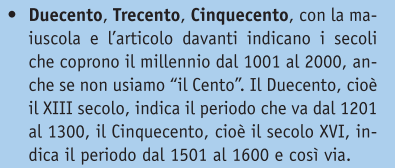 • Duecento, Trecento, Cinquecento, con la ma-
iuscola e l'articolo davanti indicano i secoli
che coprono il millennio dal 1001 al 2000, an-
che se non usiamo “il Cento”. Il Duecento, cioè
il XIII secolo, indica il periodo che va dal 1201
al 1300, il Cinquecento, cioè il secolo XVI, in-
dica il periodo dal 1501 al 1600 e così via.